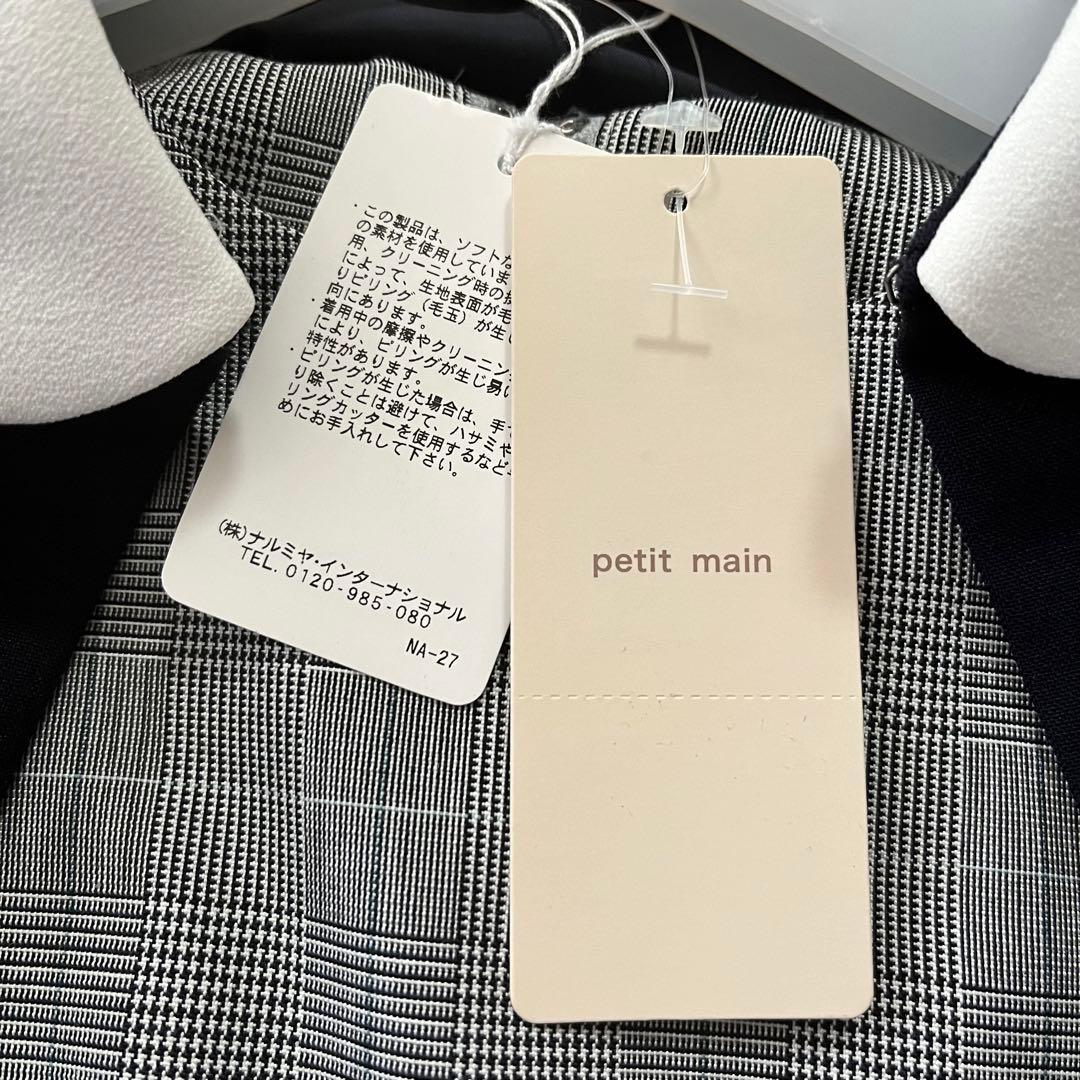 ・この製品は、ソフトな
の素材を使用していま
用、クリーニング時の
によって、生地表面が毛
りピリング（毛玉）が生じ
向にあります。
・着用中の摩擦やクリーニン
により、ピリングが生じ易い
特性があります。
・ピリングが生じた場合は、手で
り除くことは避けて、ハサミや
リングカッターを使用するなど
めにお手入れして下さい。
(株)ナルミヤ・インターナショナル
TEL. 0120-985-080
NA-27
petit main